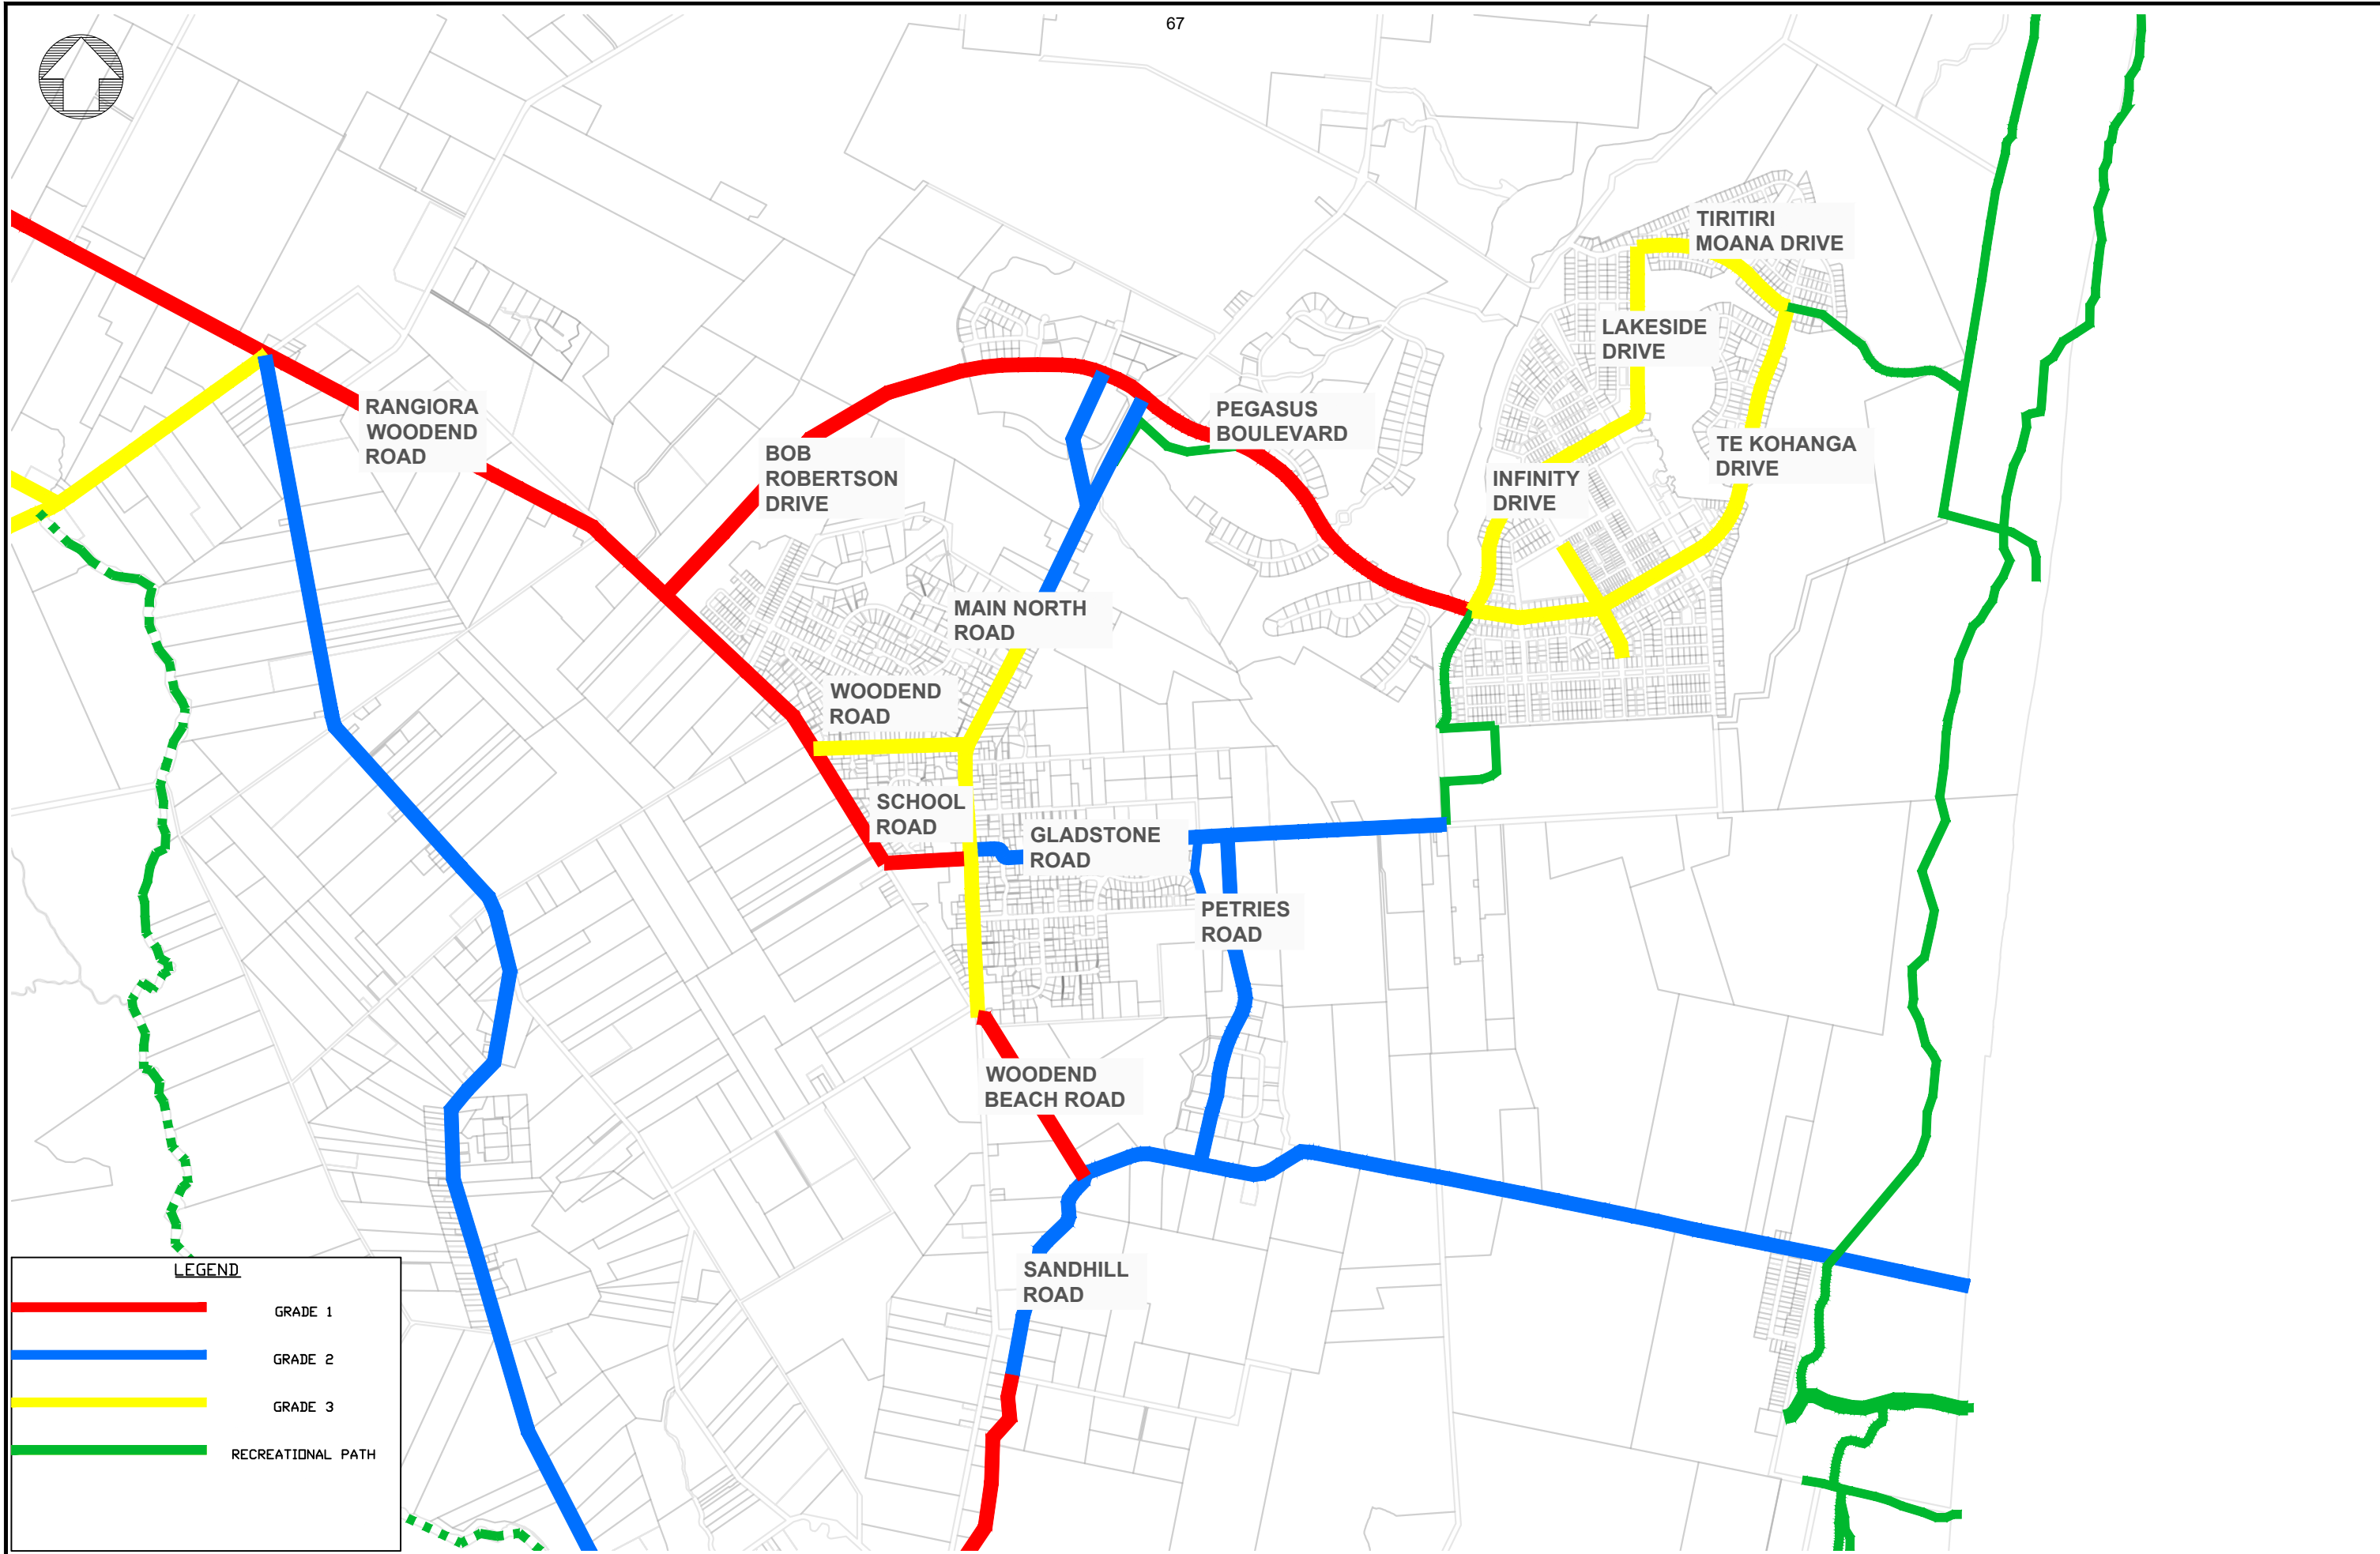 67
TIRITIRI
MOANA DRIVE
LAKESIDE
DRIVE
RANGIORA
WOODEND
ROAD
PEGASUS
BOULEVARD
BOB
ROBERTSON
DRIVE
TE KOHANGA
DRIVE
INFINITY
DRIVE
MAIN NORTH
ROAD
WOODEND
ROAD
SCHOOL
ROAD
GLADSTONE
ROAD
PETRIES
ROAD
WOODEND
BEACH ROAD
SANDHILL
ROAD
LEGEND
GRADE 1
GRADE 2
GRADE 3
RECREATIONAL PATH